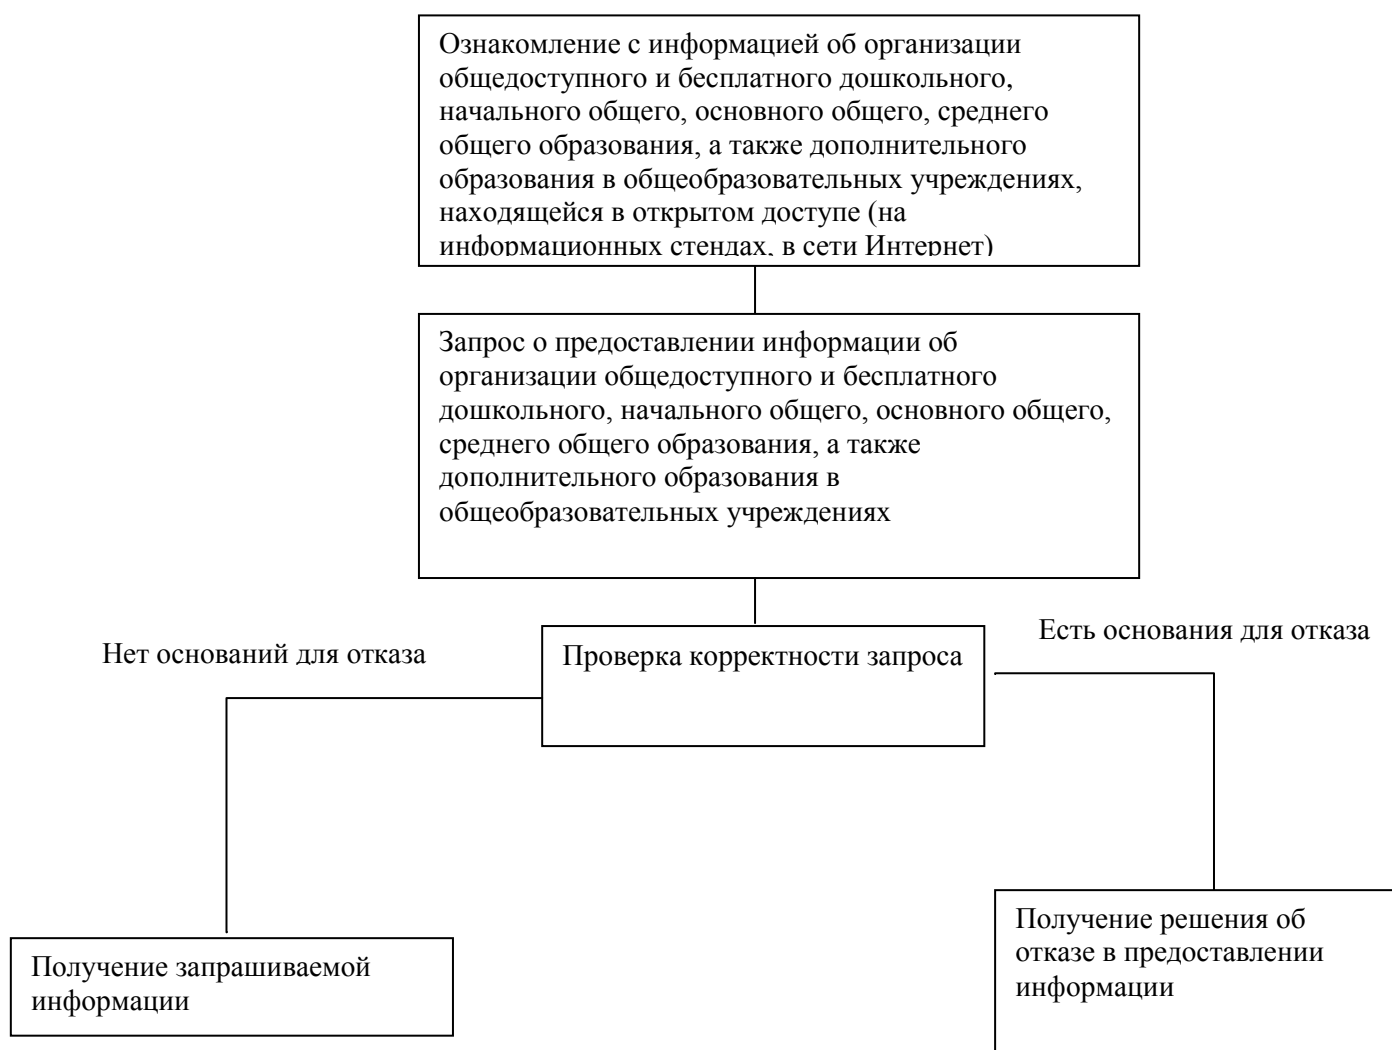 Ознакомление с информацией об организации
общедоступного и бесплатного дошкольного,
начального общего, основного общего, среднего
общего образования, а также дополнительного
образования в общеобразовательных учреждениях,
находящейся в открытом доступе (на
информационных стендах, в сети Интернет)
Запрос о предоставлении информации об
организации общедоступного и бесплатного
дошкольного, начального общего, основного общего,
среднего общего образования, а также
дополнительного образования в
общеобразовательных учреждениях
Есть основания для отказа
Нет оснований для отказа
Проверка корректности запроса
Получение решения об
отказе в предоставлении
информации
Получение запрашиваемой
информации